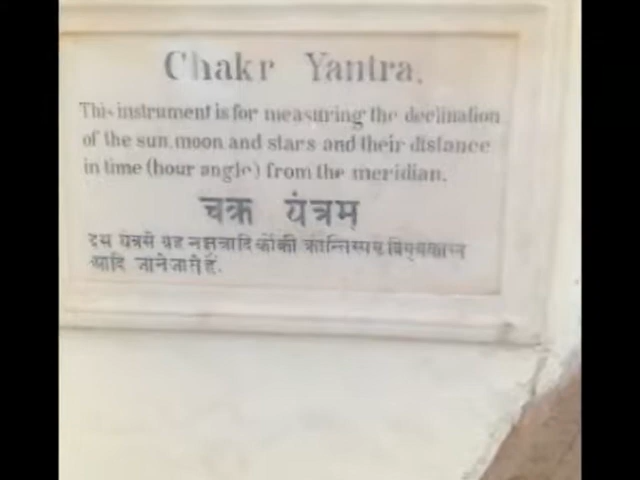 Chakr Yantra.
This instrument is for measuring the declination
of the sun, moon and stars and their distance
in time (hour angle) from the meridian.
चक्र यंत्रम्
इस यंत्रसे ग्रह नक्षत्रादिकोंकी क्रान्तिस्पष्ट
आदि जानेजाते हैं.